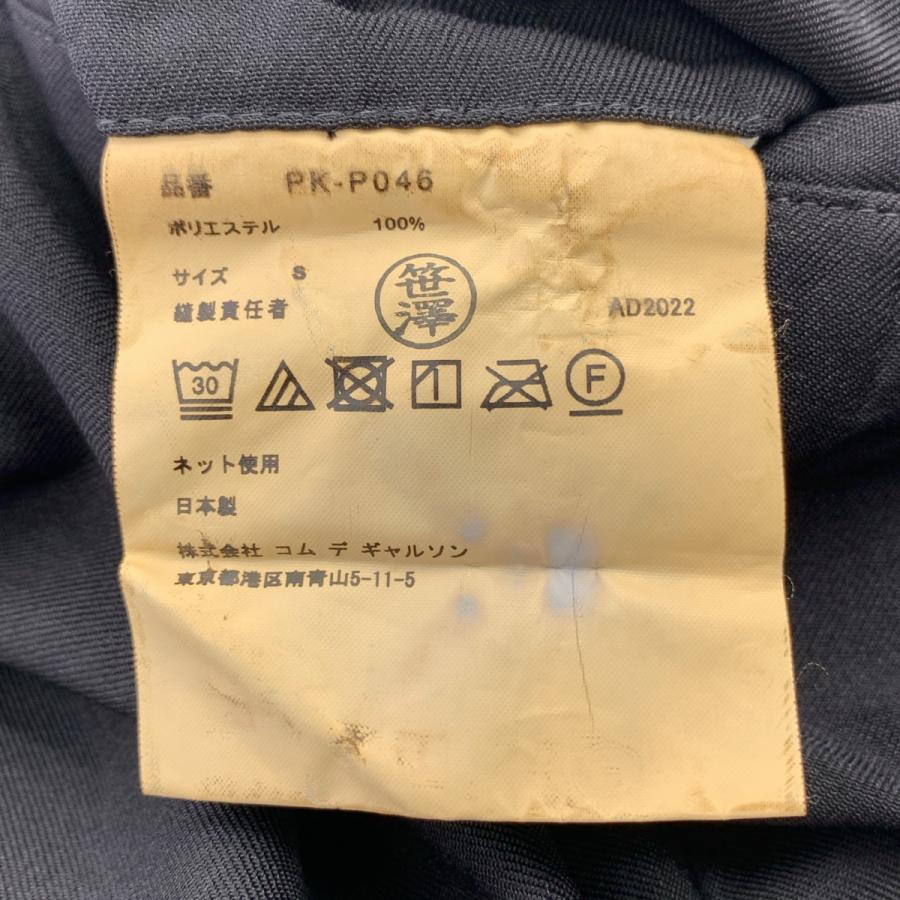 品番 PK-P046
ポリエステル 100%
サイズ S
縫製責任者 笹澤 AD2022
30 F
ネット使用
日本製
株式会社 コム デ ギャルソン
東京都港区南青山5-11-5